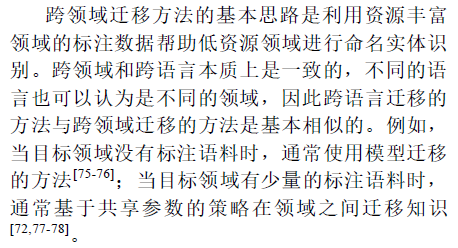 跨领域迁移方法的基本思路是利用资源丰富
领域的标注数据帮助低资源领域进行命名实体识
别。跨领域和跨语言本质上是一致的，不同的语
言也可以认为是不同的领域，因此跨语言迁移的
方法与跨领域迁移的方法是基本相似的。例如，
当目标领域没有标注语料时，通常使用模型迁移
的方法[75-76]；当目标领域有少量的标注语料时，
通常基于共享参数的策略在领域之间迁移知识
[72,77-78]。